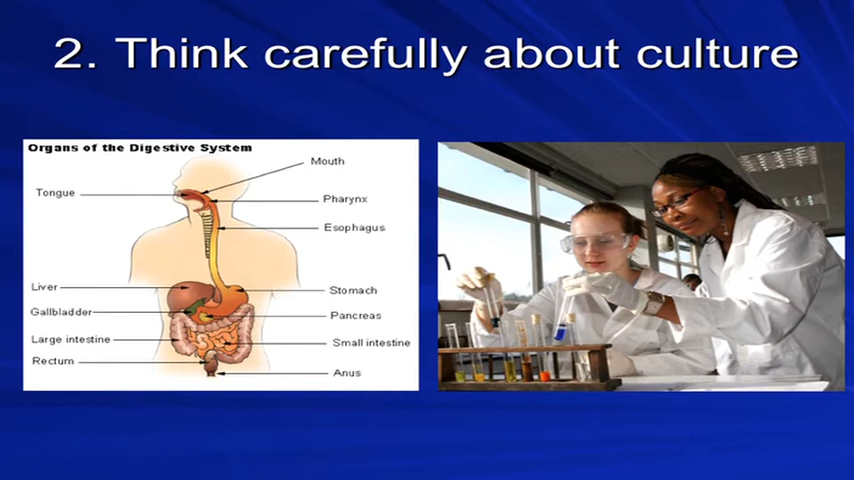 2. Think carefully about culture
Organs of the Digestive System
Mouth
Tongue
Pharynx
Esophagus
Liver
Stomach
Gallbladder
Pancreas
Large intestine
Small intestine
Rectum
Anus